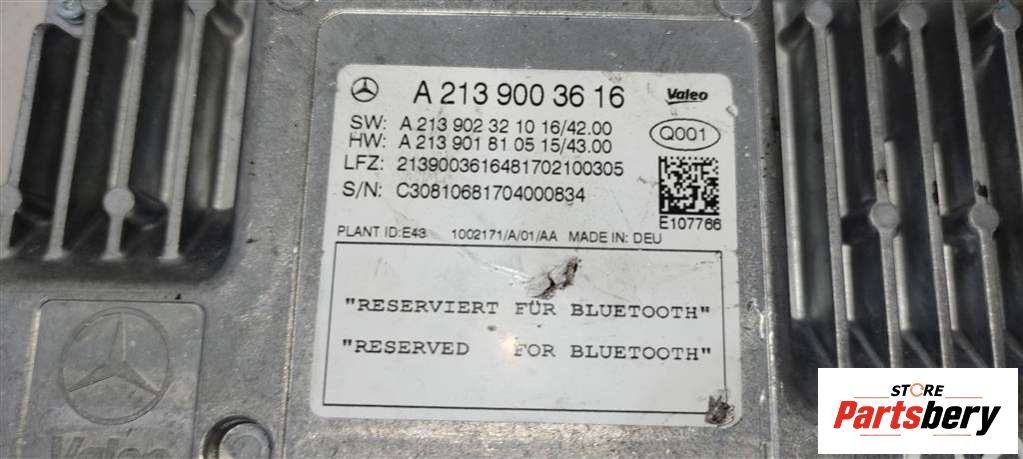 A 213 900 36 16
Valeo
SW: A 213 902 32 10 16/42.00
HW: A 213 901 81 05 15/43.00
Q001
LFZ: 2139003616481702100305
S/N: C30810681704000834
E107766
PLANT ID:E43 1002171/A/01/AA MADE IN: DEU
"RESERVIERT FÜR BLUETOOTH"
"RESERVED FOR BLUETOOTH"
Valeo
STORE
Partsbery